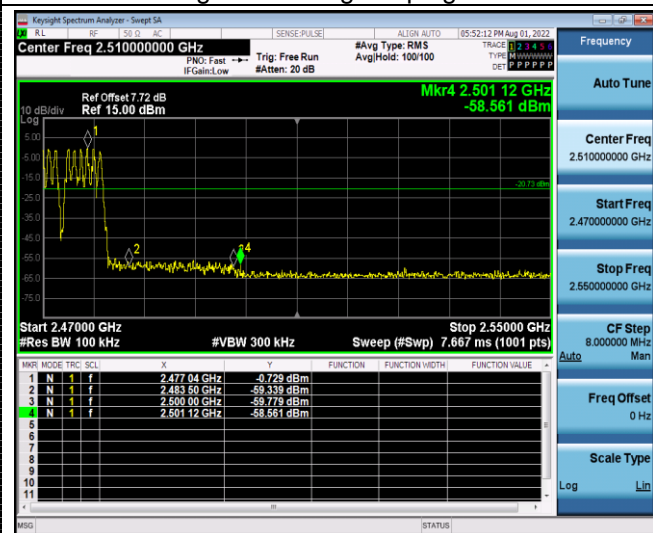 Keysight Spectrum Analyzer - Swept SA
RL RF 50 Ω AC SENSE:PULSE ALIGN AUTO 05:52:12 PM Aug 01, 2022
Center Freq 2.510000000 GHz
PNO: Fast
IFGain:Low
Trig: Free Run
#Atten: 20 dB
#Avg Type: RMS
Avg|Hold: 100/100
TRACE 1 2 3 4 5 6
TYPE M WWWWW
DET P P P P P P
Mkr4 2.501 12 GHz
-58.561 dBm
Ref Offset 7.72 dB
10 dB/div Ref 15.00 dBm
Log
5.00
-5.00
-15.0
-25.0
-35.0
-45.0
-55.0
-65.0
-75.0
1
2
4
-20.73 dBm
Start 2.47000 GHz Stop 2.55000 GHz
#Res BW 100 kHz #VBW 300 kHz Sweep (#Swp) 7.667 ms (1001 pts)
MKR MODE TRC SCL X Y FUNCTION FUNCTION WIDTH FUNCTION VALUE
1 N 1 f 2.477 04 GHz -0.729 dBm
2 N 1 f 2.483 50 GHz -59.339 dBm
3 N 1 f 2.500 00 GHz -59.779 dBm
4 N 1 f 2.501 12 GHz -58.561 dBm
5
6
7
8
9
10
11
MSG STATUS
Frequency
Auto Tune
Center Freq
2.510000000 GHz
Start Freq
2.470000000 GHz
Stop Freq
2.550000000 GHz
CF Step
8.000000 MHz
Auto Man
Freq Offset
0 Hz
Scale Type
Log Lin